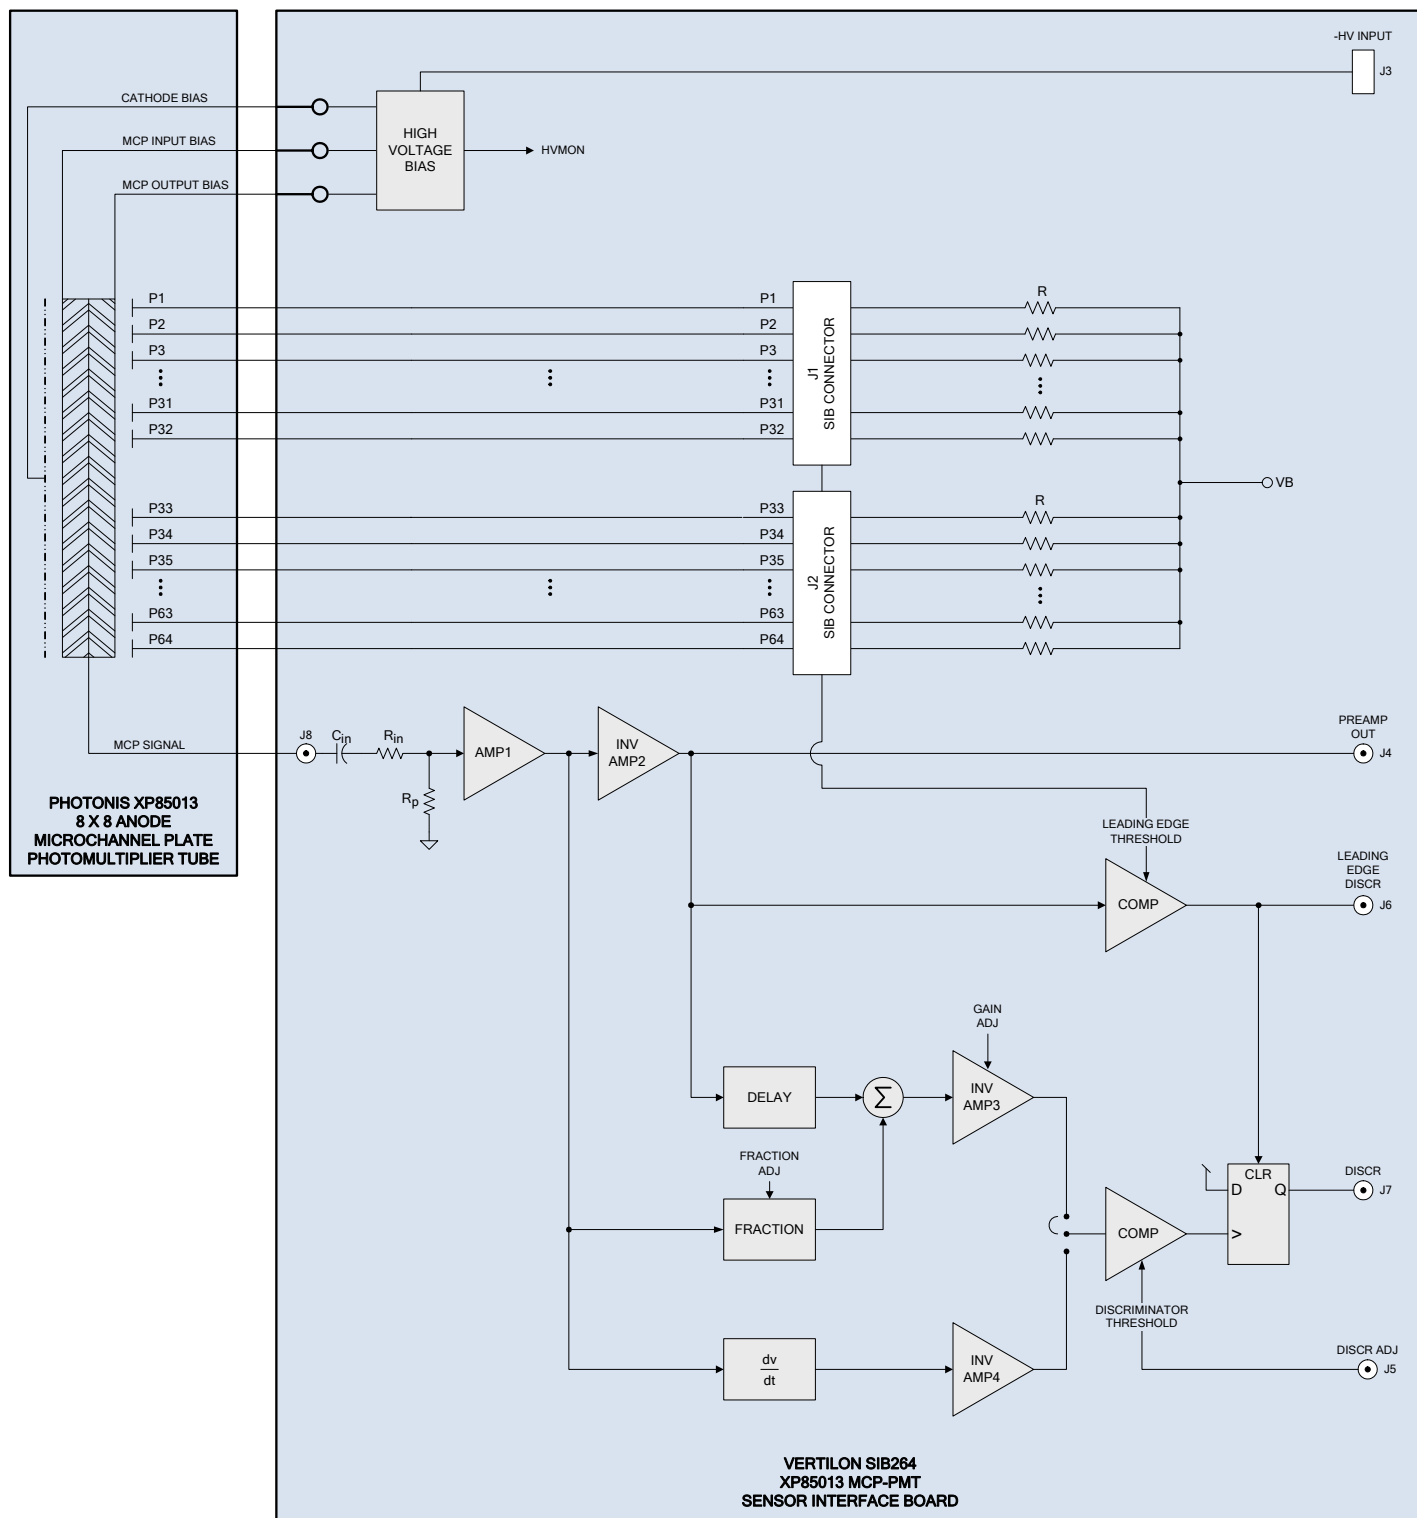 -HV INPUT
J3
CATHODE BIAS
MCP INPUT BIAS
MCP OUTPUT BIAS
HIGH
VOLTAGE
BIAS
HVMON
P1
P2
P3
P31
P32
P33
P34
P35
P63
P64
P1
P2
P3
P31
P32
J1
SIB CONNECTOR
R
P33
P34
P35
P63
P64
J2
SIB CONNECTOR
R
VB
MCP SIGNAL
J8
Cin
Rin
Rp
AMP1
INV
AMP2
PREAMP
OUT
J4
PHOTONIS XP85013
8 X 8 ANODE
MICROCHANNEL PLATE
PHOTOMULTIPLIER TUBE
LEADING EDGE
THRESHOLD
COMP
LEADING
EDGE
DISCR
J6
GAIN
ADJ
DELAY
Σ
INV
AMP3
FRACTION
ADJ
FRACTION
COMP
CLR
D
Q
>
DISCR
J7
DISCRIMINATOR
THRESHOLD
dv
dt
INV
AMP4
DISCR ADJ
J5
VERTILON SIB264
XP85013 MCP-PMT
SENSOR INTERFACE BOARD